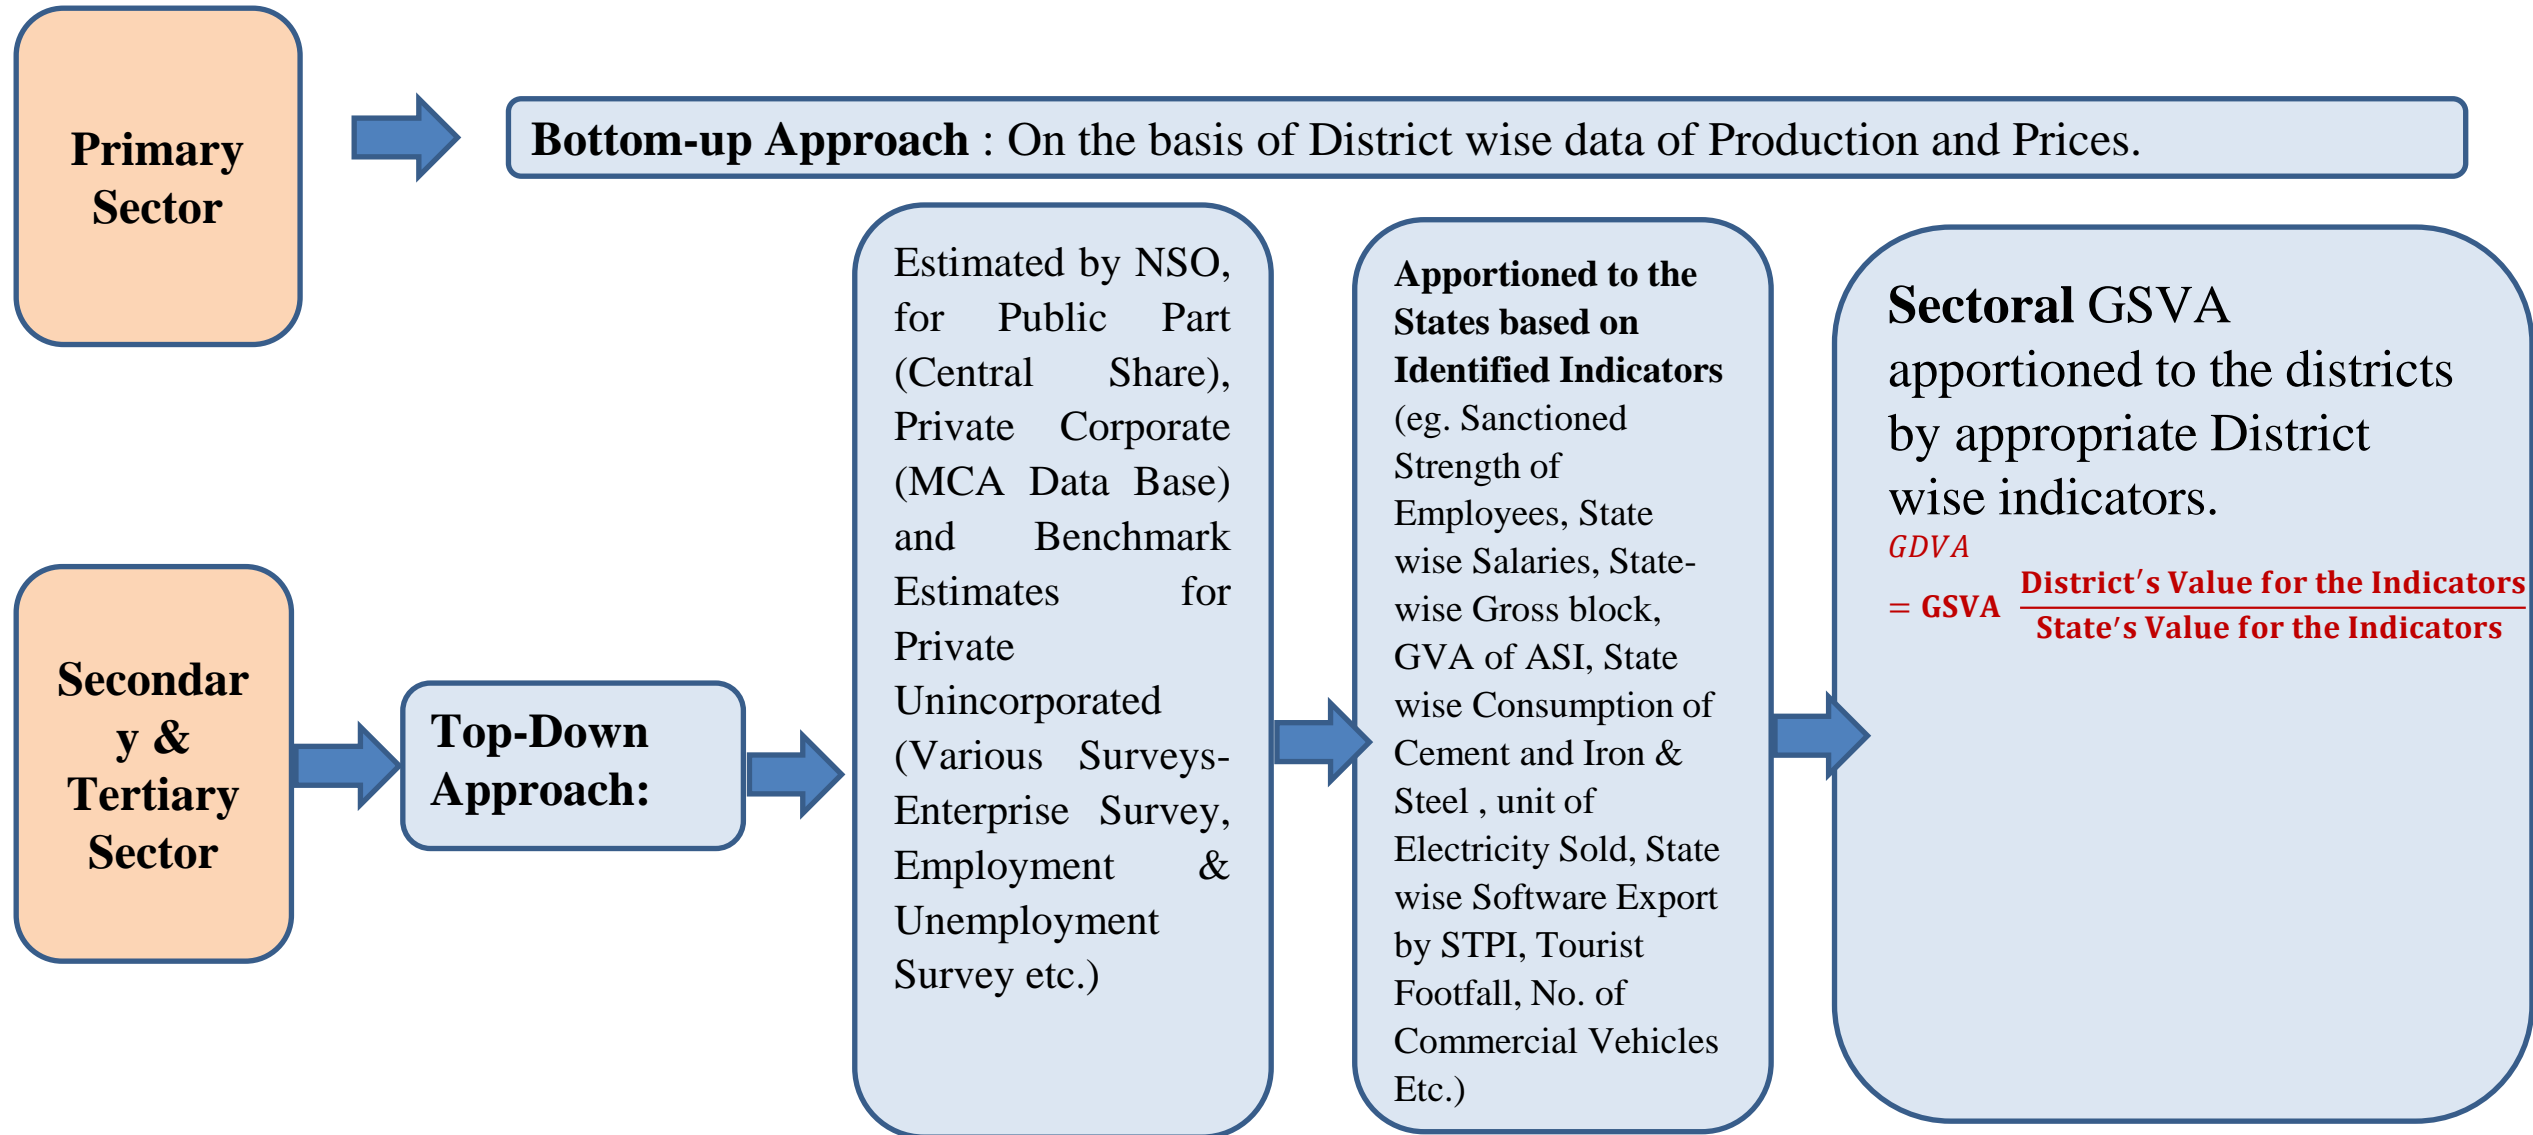 Primary
Sector
Bottom-up Approach : On the basis of District wise data of Production and Prices.
Secondar
y &
Tertiary
Sector
Top-Down
Approach:
Estimated by NSO,
for Public Part
(Central Share),
Private Corporate
(MCA Data Base)
and Benchmark
Estimates for
Private
Unincorporated
(Various Surveys-
Enterprise Survey,
Employment &
Unemployment
Survey etc.)
Apportioned to the
States based on
Identified Indicators
(eg. Sanctioned
Strength of
Employees, State
wise Salaries, State-
wise Gross block,
GVA of ASI, State
wise Consumption of
Cement and Iron &
Steel , unit of
Electricity Sold, State
wise Software Export
by STPI, Tourist
Footfall, No. of
Commercial Vehicles
Etc.)
Sectoral GSVA
apportioned to the districts
by appropriate District
wise indicators.
GDVA
= GSVA District′s Value for the Indicators
State′s Value for the Indicators